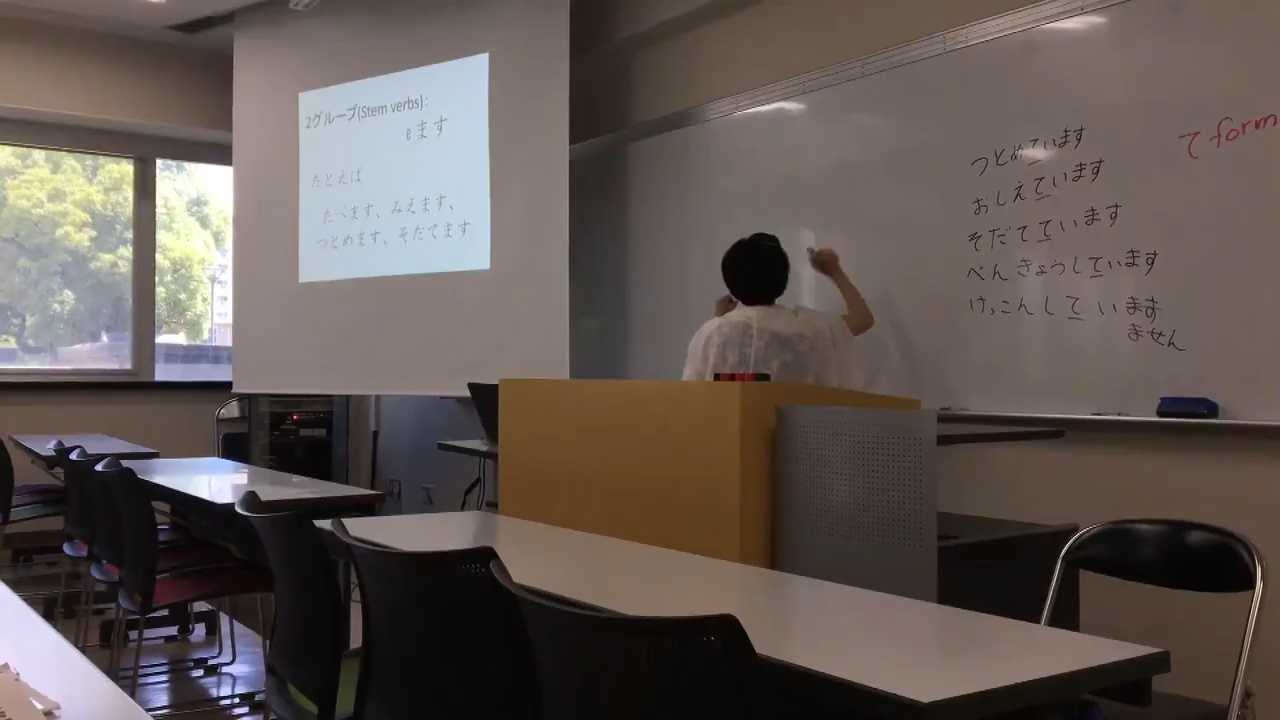 2グループ(Stem verbs):
eます
たとえば
たべます、みえます、
つとめます、そだてます
つとめています
おしえています
そだてています
べんきょうしています
けっこんしています
ません
て form